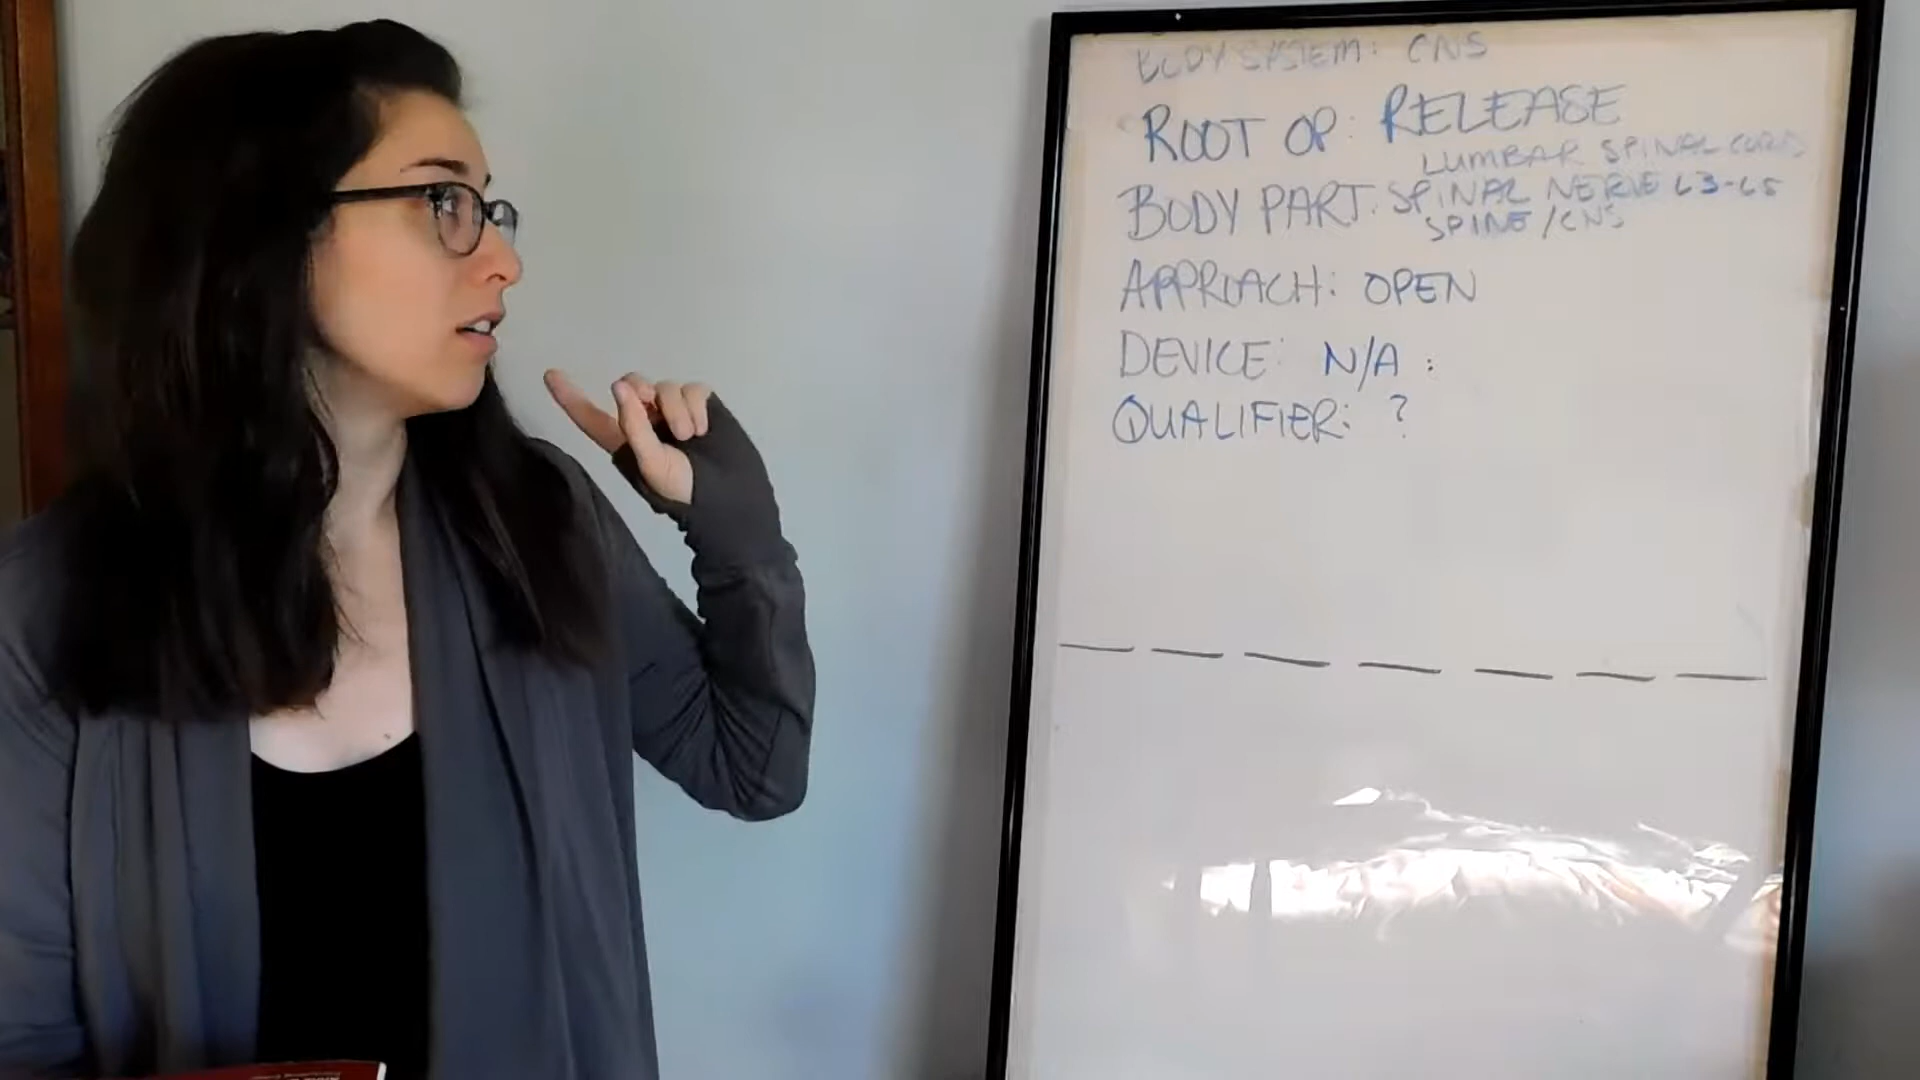 BODY SYSTEM: CNS
ROOT OP: RELEASE
LUMBAR SPINAL CORD
BODY PART: SPINAL NERVE L3-L5
SPINE/CNS
APPROACH: OPEN
DEVICE: N/A :
QUALIFIER: ?